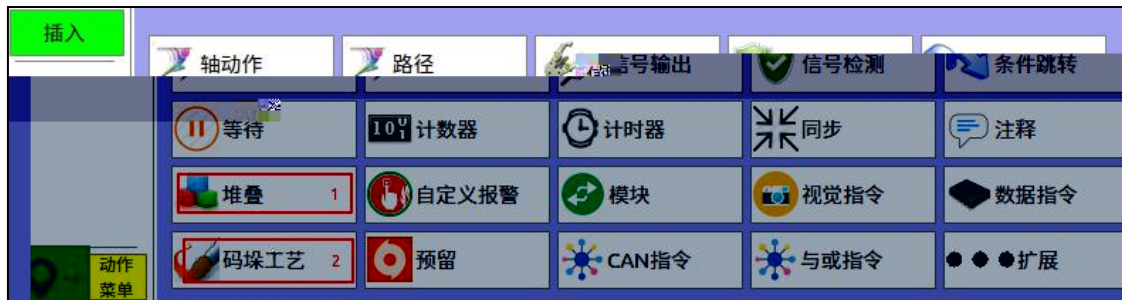 插入
轴动作 路径 信号输出 信号检测 条件跳转
等待 计数器 计时器 同步 注释
堆叠 1 自定义报警 模块 视觉指令 数据指令
码垛工艺 2 预留 CAN指令 与或指令 扩展
动作
菜单